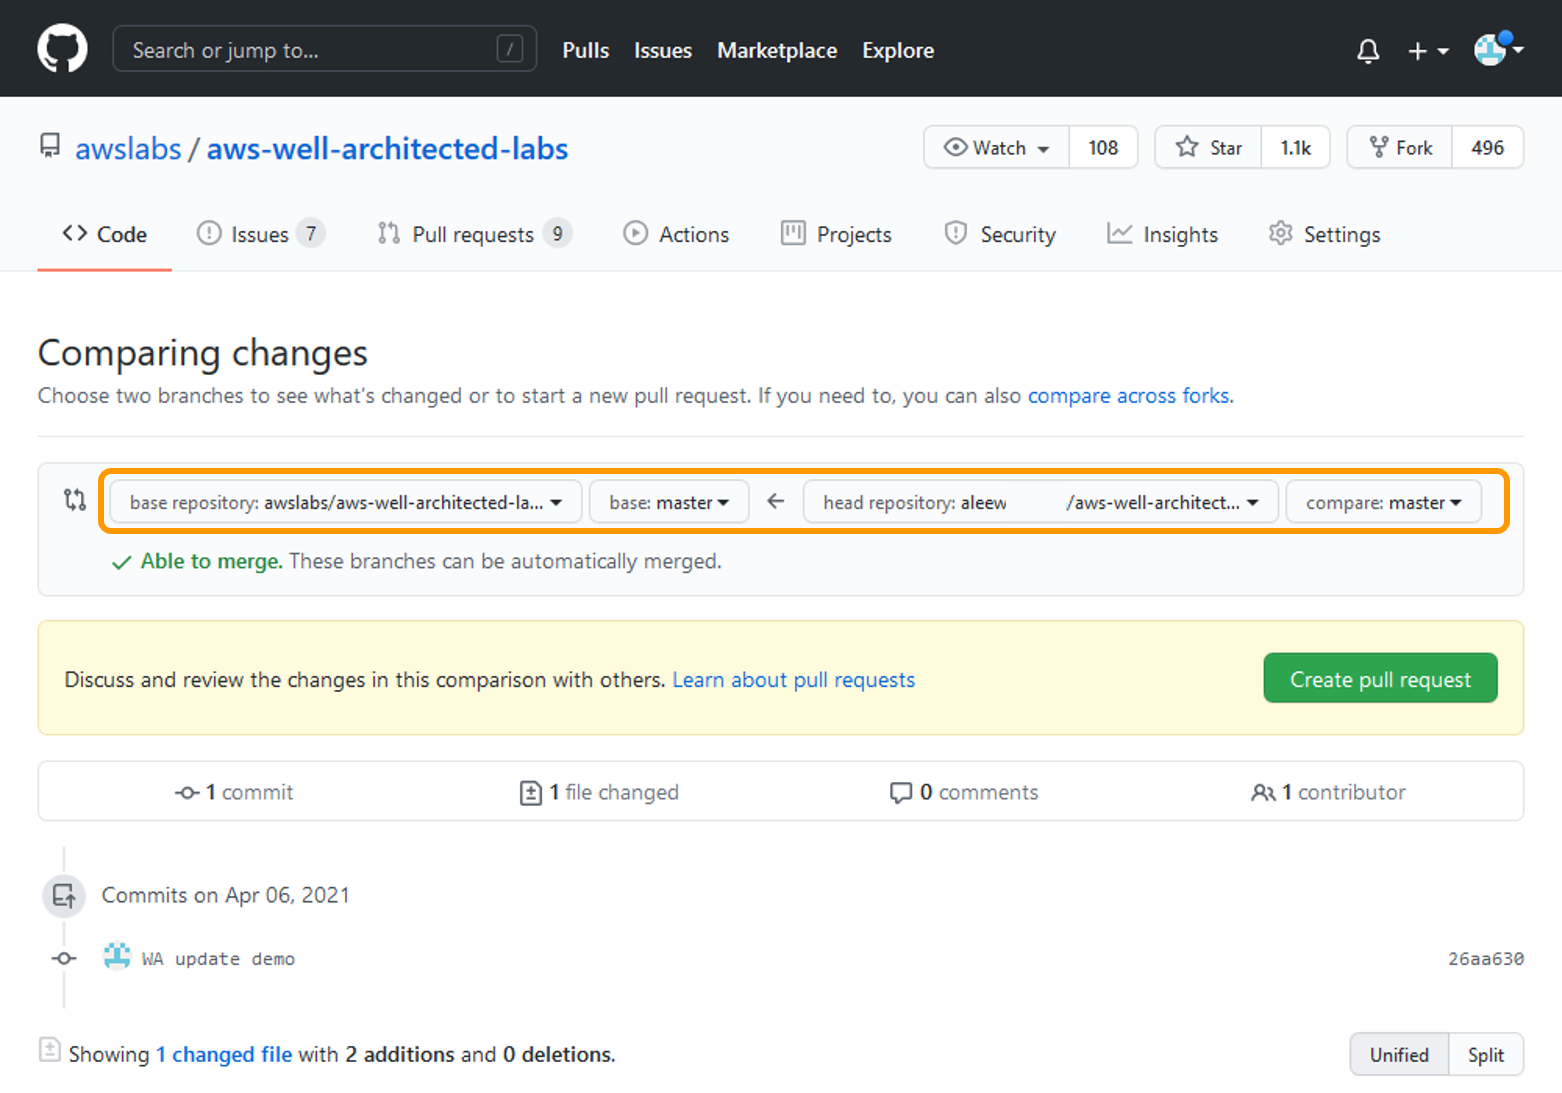 Search or jump to... / Pulls Issues Marketplace Explore
awslabs / aws-well-architected-labs Watch 108 Star 1.1k Fork 496
Code Issues 7 Pull requests 9 Actions Projects Security Insights Settings
Comparing changes
Choose two branches to see what's changed or to start a new pull request. If you need to, you can also compare across forks.
base repository: awslabs/aws-well-architected-la... base: master head repository: aleew /aws-well-architect... compare: master
Able to merge. These branches can be automatically merged.
Discuss and review the changes in this comparison with others. Learn about pull requests Create pull request
1 commit 1 file changed 0 comments 1 contributor
Commits on Apr 06, 2021
WA update demo 26aa630
Showing 1 changed file with 2 additions and 0 deletions. Unified Split